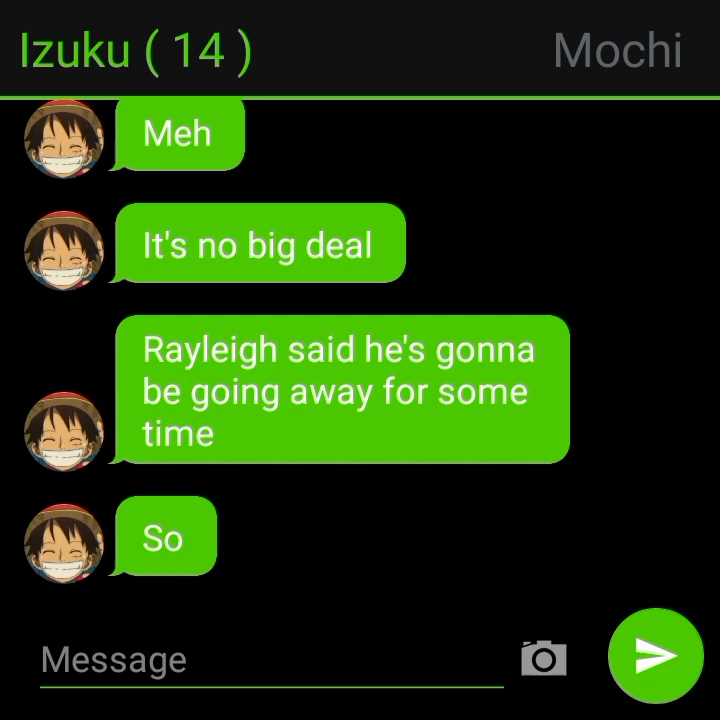 Izuku ( 14 ) Mochi
Meh
It's no big deal
Rayleigh said he's gonna
be going away for some
time
So
Message